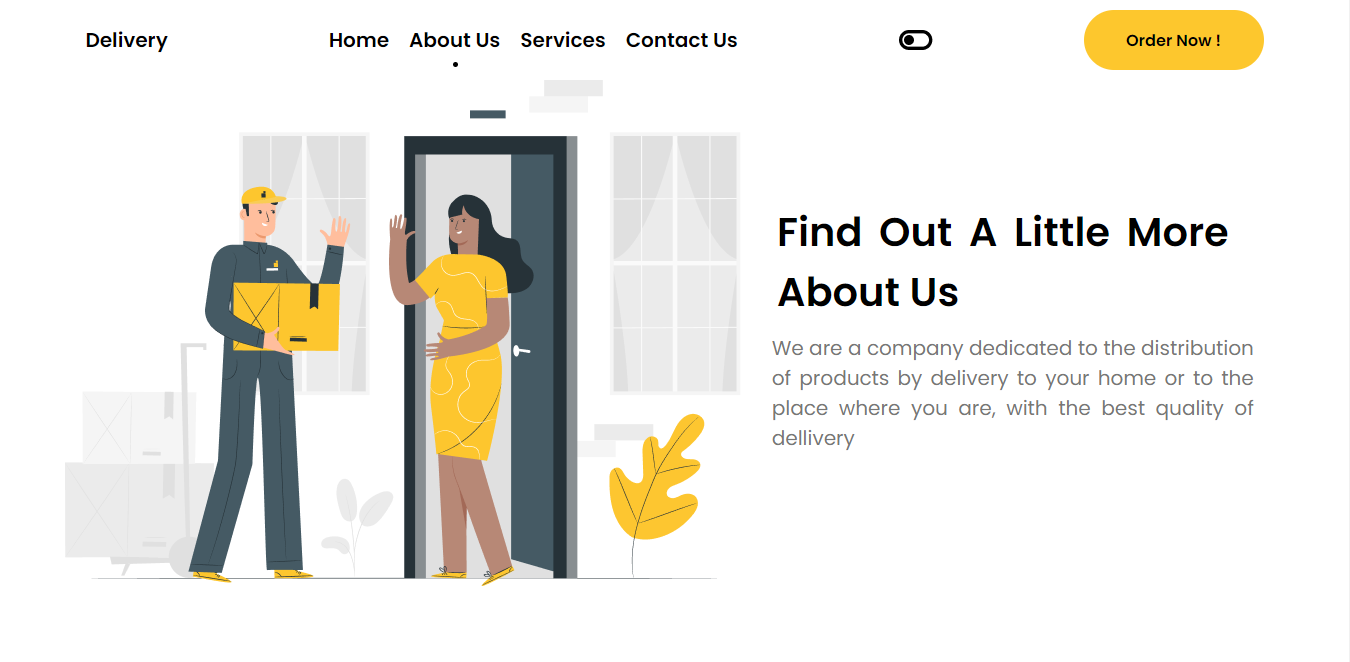 Delivery
Home About Us Services Contact Us
Order Now !
Find Out A Little More
About Us
We are a company dedicated to the distribution
of products by delivery to your home or to the
place where you are, with the best quality of
dellivery